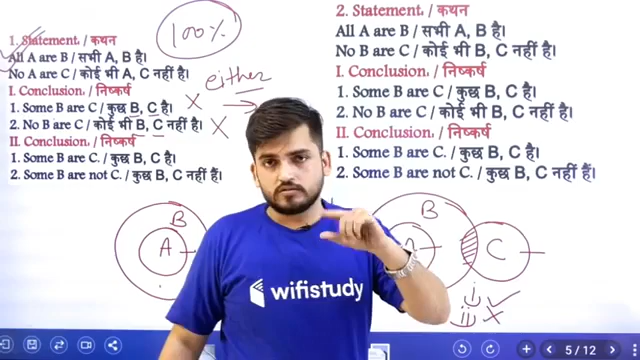 100%
1. Statement / कथन
All A are B / सभी A, B है।
No A are C / कोई भी A, C नहीं है।
I. Conclusion / निष्कर्ष
1. Some B are C / कुछ B, C है।
2. No B are C / कोई भी B, C नहीं है।
II. Conclusion / निष्कर्ष
1. Some B are C. / कुछ B, C है।
2. Some B are not C. / कुछ B, C नहीं हैं।
either
X
X
B
A
2. Statement / कथन
All A are B / सभी A, B है।
No B are C / कोई भी B, C नहीं है।
I. Conclusion / निष्कर्ष
1. Some B are C / कुछ B, C है।
2. No B are C / कोई भी B, C नहीं है।
II. Conclusion / निष्कर्ष
1. Some B are C. / कुछ B, C है।
2. Some B are not C. / कुछ B, C नहीं हैं।
B
C
X
wifistudy
5 / 12